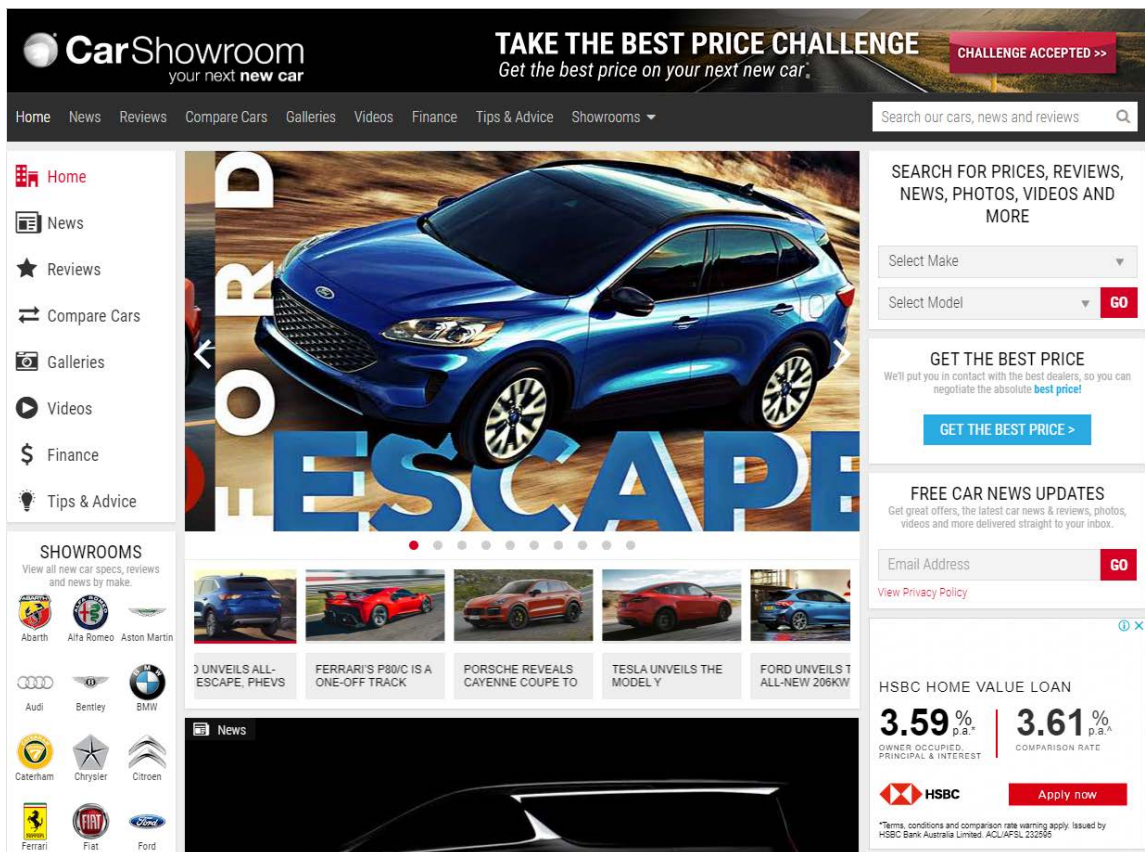 CarShowroom
your next new car
TAKE THE BEST PRICE CHALLENGE
Get the best price on your next new car*
CHALLENGE ACCEPTED >>
Home News Reviews Compare Cars Galleries Videos Finance Tips & Advice Showrooms
Search our cars, news and reviews
Home
News
Reviews
Compare Cars
Galleries
Videos
Finance
Tips & Advice
SHOWROOMS
View all new car specs, reviews
and news by make.
Abarth Alfa Romeo Aston Martin
Audi Bentley BMW
Caterham Chrysler Citroen
Ferrari Fiat Ford
FORD
OF
ESCAPE
D UNVEILS ALL-
ESCAPE, PHEVS
FERRARI'S P80/C IS A
ONE-OFF TRACK
PORSCHE REVEALS
CAYENNE COUPE TO
TESLA UNVEILS THE
MODEL Y
FORD UNVEILS T
ALL-NEW 206KW
News
SEARCH FOR PRICES, REVIEWS,
NEWS, PHOTOS, VIDEOS AND
MORE
Select Make
Select Model
GO
GET THE BEST PRICE
We'll put you in contact with the best dealers, so you can
negotiate the absolute best price!
GET THE BEST PRICE >
FREE CAR NEWS UPDATES
Get great offers, the latest car news & reviews, photos,
videos and more delivered straight to your inbox.
Email Address
GO
View Privacy Policy
HSBC HOME VALUE LOAN
3.59 % p.a.*
OWNER OCCUPIED,
PRINCIPAL & INTEREST
3.61 % p.a.^
COMPARISON RATE
HSBC
Apply now
*Terms, conditions and comparison rate warning apply. Issued by
HSBC Bank Australia Limited. ACL/AFSL 232595